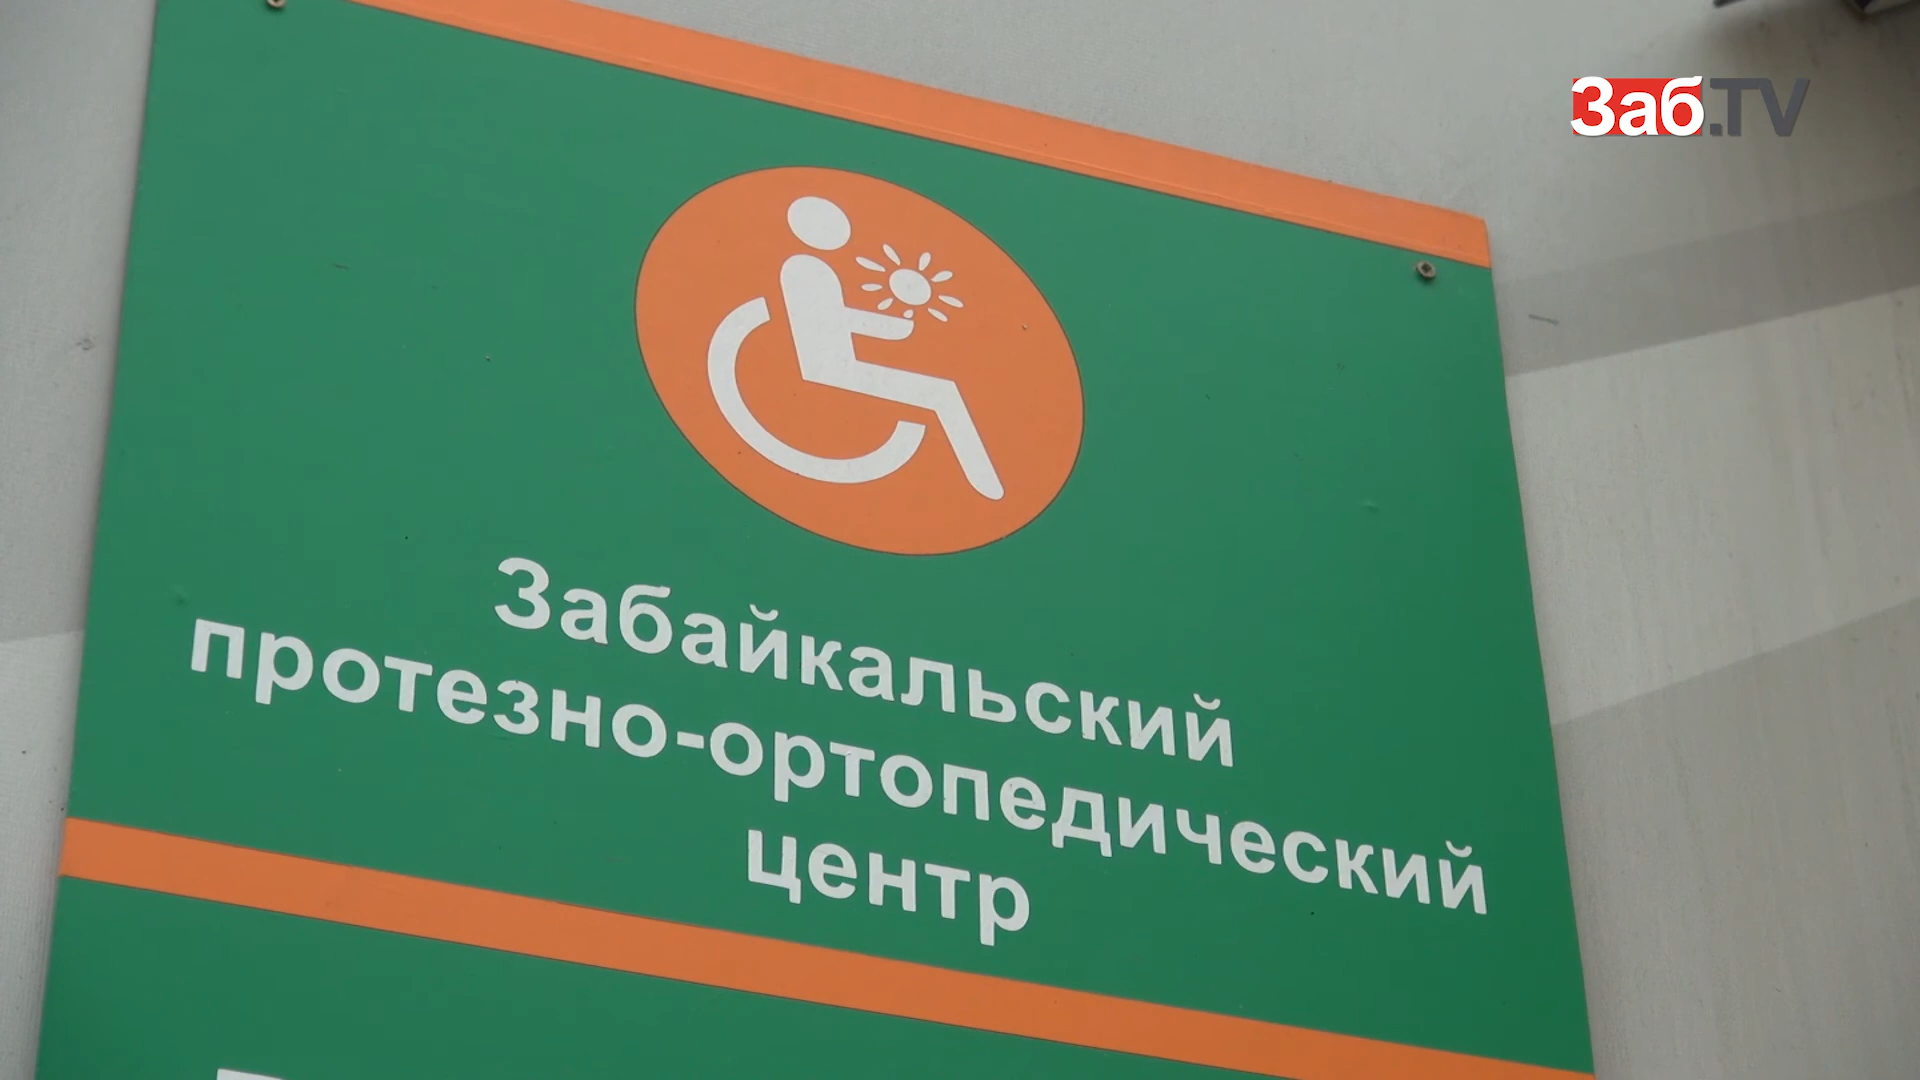 Заб.TV
Забайкальский
протезно-ортопедический
центр